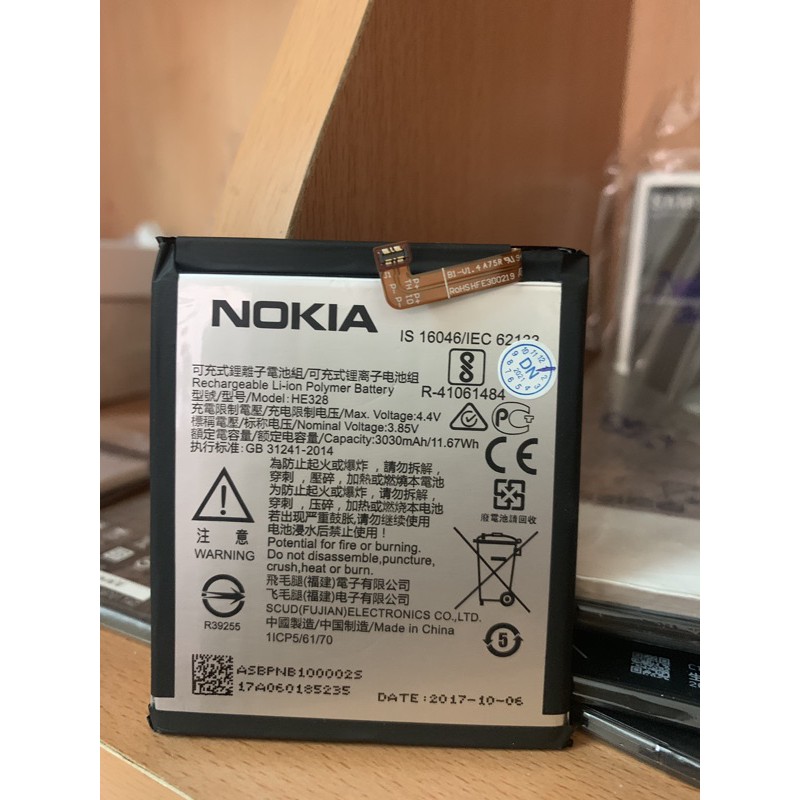 B1-V1.4 A75R
ROHSHFE300219
NOKIA
IS 16046/IEC 62133
可充式鋰離子電池組/可充式锂离子电池组
Rechargeable Li-ion Polymer Battery
R-41061484
型號/型号/Model:HE328
充電限制電壓/充电限制电压/Max. Voltage:4.4V
標稱電壓/标称电压/Nominal Voltage:3.85V
額定電容量/额定电容量/Capacity:3030mAh/11.67Wh
执行标准: GB 31241-2014
DN
2021
CE
為防止起火或爆炸，請勿拆解，
穿刺，壓碎，加熱或燃燒本電池
为防止起火或爆炸,请勿拆解，
穿刺，压碎，加热或燃烧本电池。
若出现严重鼓胀,请勿继续使用
电池浸水后禁止使用!
廢電池請回收
注意
WARNING
Potential for fire or burning.
Do not disassemble,puncture,
crush,heat or burn.
R39255
飛毛腿(福建)電子有限公司
飞毛腿(福建)电子有限公司
SCUD(FUJIAN)ELECTRONICS CO.,LTD.
中國製造/中国制造/Made in China
1ICP5/61/70
5
ASBPNB100002S
17A060185235
DATE:2017-10-06